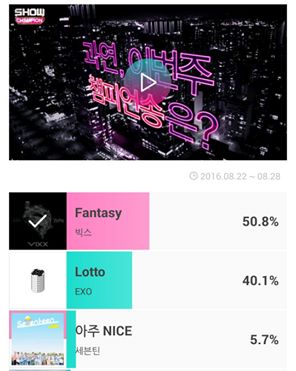 SHOW
CHAMPION
과연, 이번주
챔피언송은?
2016.08.22 ~ 08.28
VIXX
Fantasy
빅스
50.8%
Lotto
EXO
40.1%
Seventeen
아주 NICE
세븐틴
5.7%